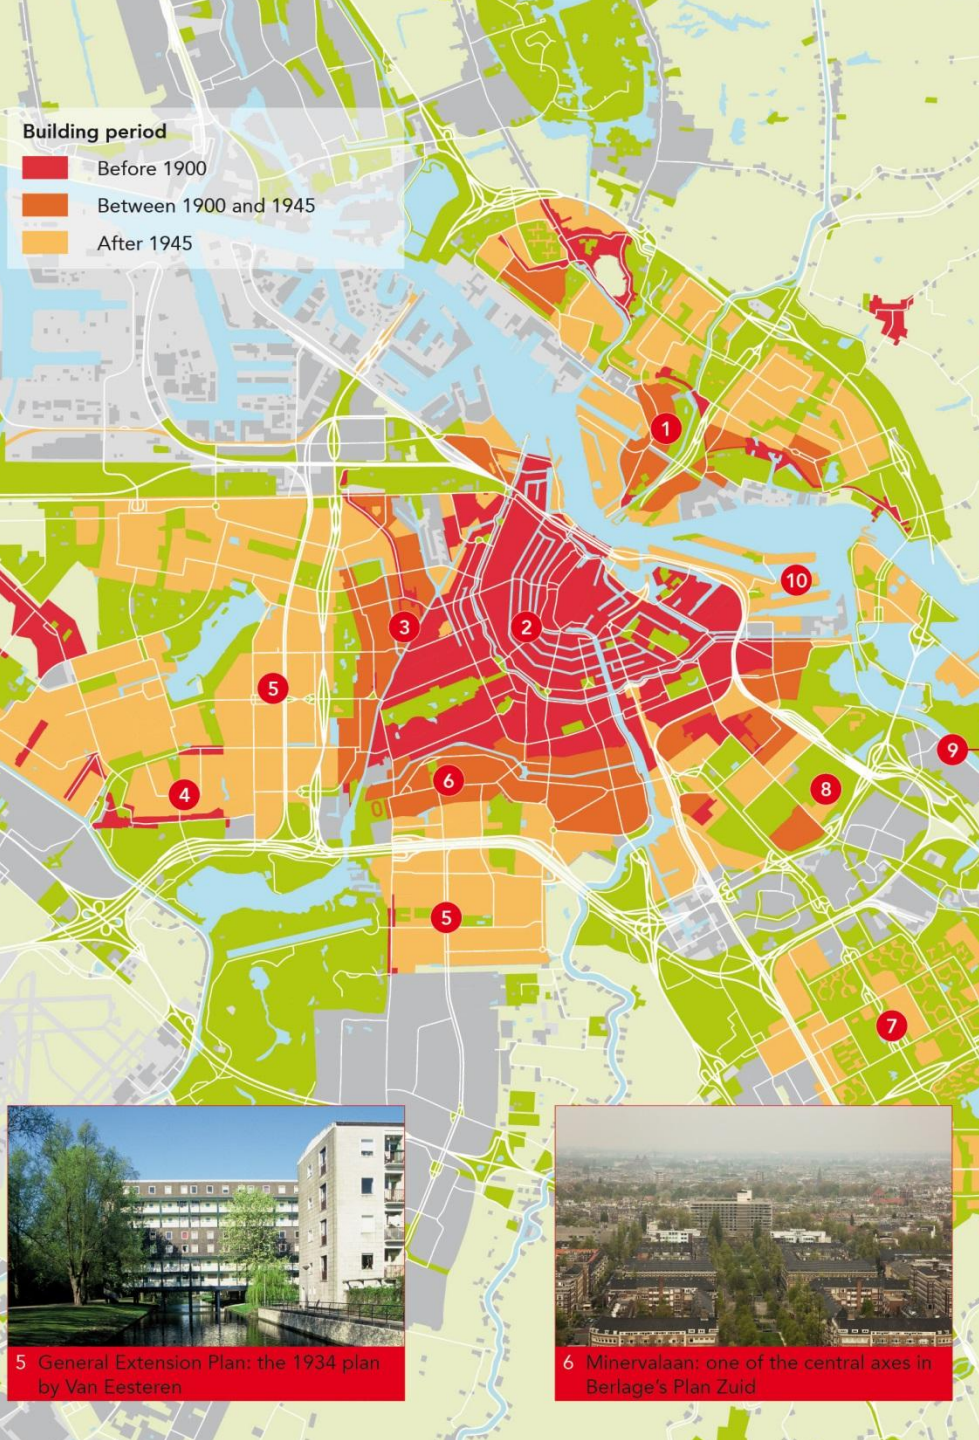 Building period
Before 1900
Between 1900 and 1945
After 1945
1
2
3
10
5
9
6
8
4
5
7
5 General Extension Plan: the 1934 plan
by Van Eesteren
6 Minervalaan: one of the central axes in
Berlage's Plan Zuid